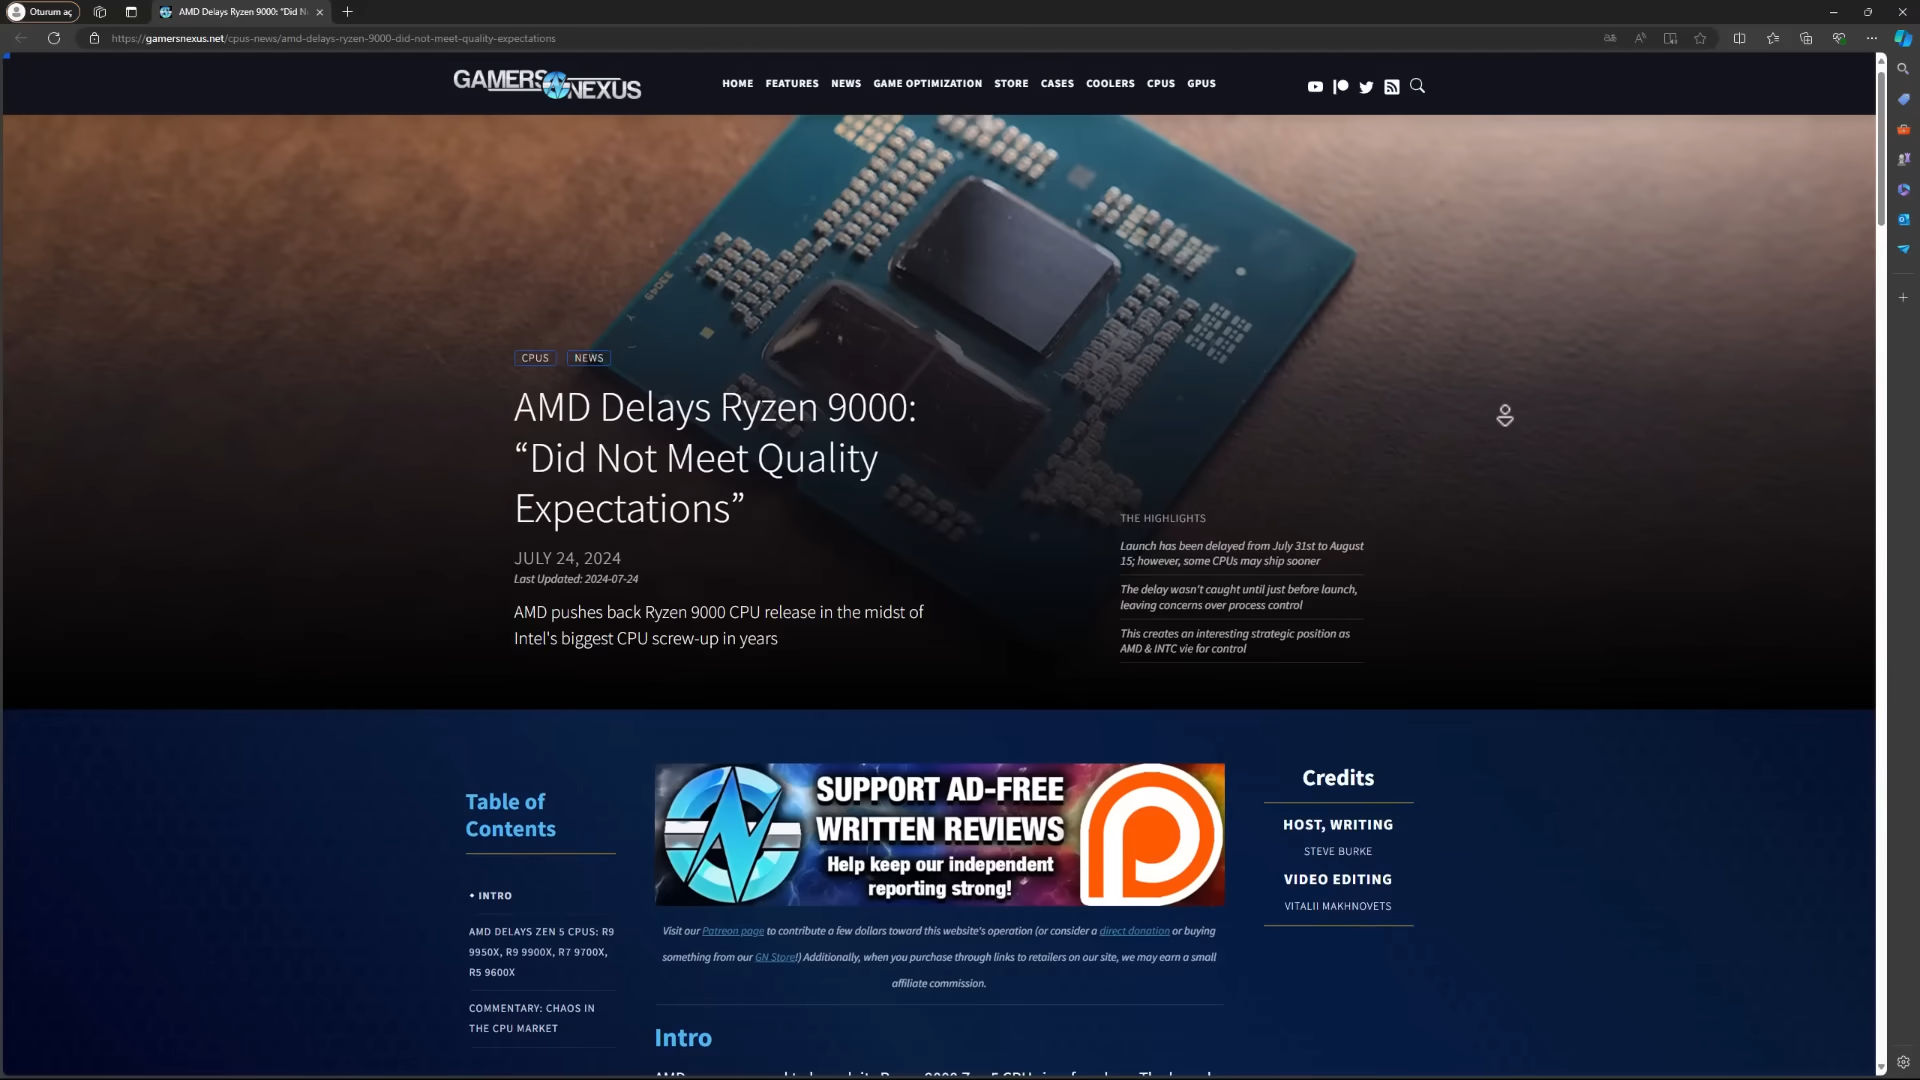 Oturum aç
AMD Delays Ryzen 9000: "Did N
https://gamersnexus.net/cpus-news/amd-delays-ryzen-9000-did-not-meet-quality-expectations
GAMERS NEXUS
HOME FEATURES NEWS GAME OPTIMIZATION STORE CASES COOLERS CPUS GPUS
33049
CPUS NEWS
AMD Delays Ryzen 9000:
“Did Not Meet Quality
Expectations”
JULY 24, 2024
Last Updated: 2024-07-24
AMD pushes back Ryzen 9000 CPU release in the midst of
Intel's biggest CPU screw-up in years
THE HIGHLIGHTS
Launch has been delayed from July 31st to August
15; however, some CPUs may ship sooner
The delay wasn't caught until just before launch,
leaving concerns over process control
This creates an interesting strategic position as
AMD & INTC vie for control
Table of
Contents
• INTRO
AMD DELAYS ZEN 5 CPUS: R9
9950X, R9 9900X, R7 9700X,
R5 9600X
COMMENTARY: CHAOS IN
THE CPU MARKET
SUPPORT AD-FREE
WRITTEN REVIEWS
Help keep our independent
reporting strong!
Visit our Patreon page to contribute a few dollars toward this website's operation (or consider a direct donation or buying
something from our GN Store!) Additionally, when you purchase through links to retailers on our site, we may earn a small
affiliate commission.
Intro
Credits
HOST, WRITING
STEVE BURKE
VIDEO EDITING
VITALII MAKHNOVETS